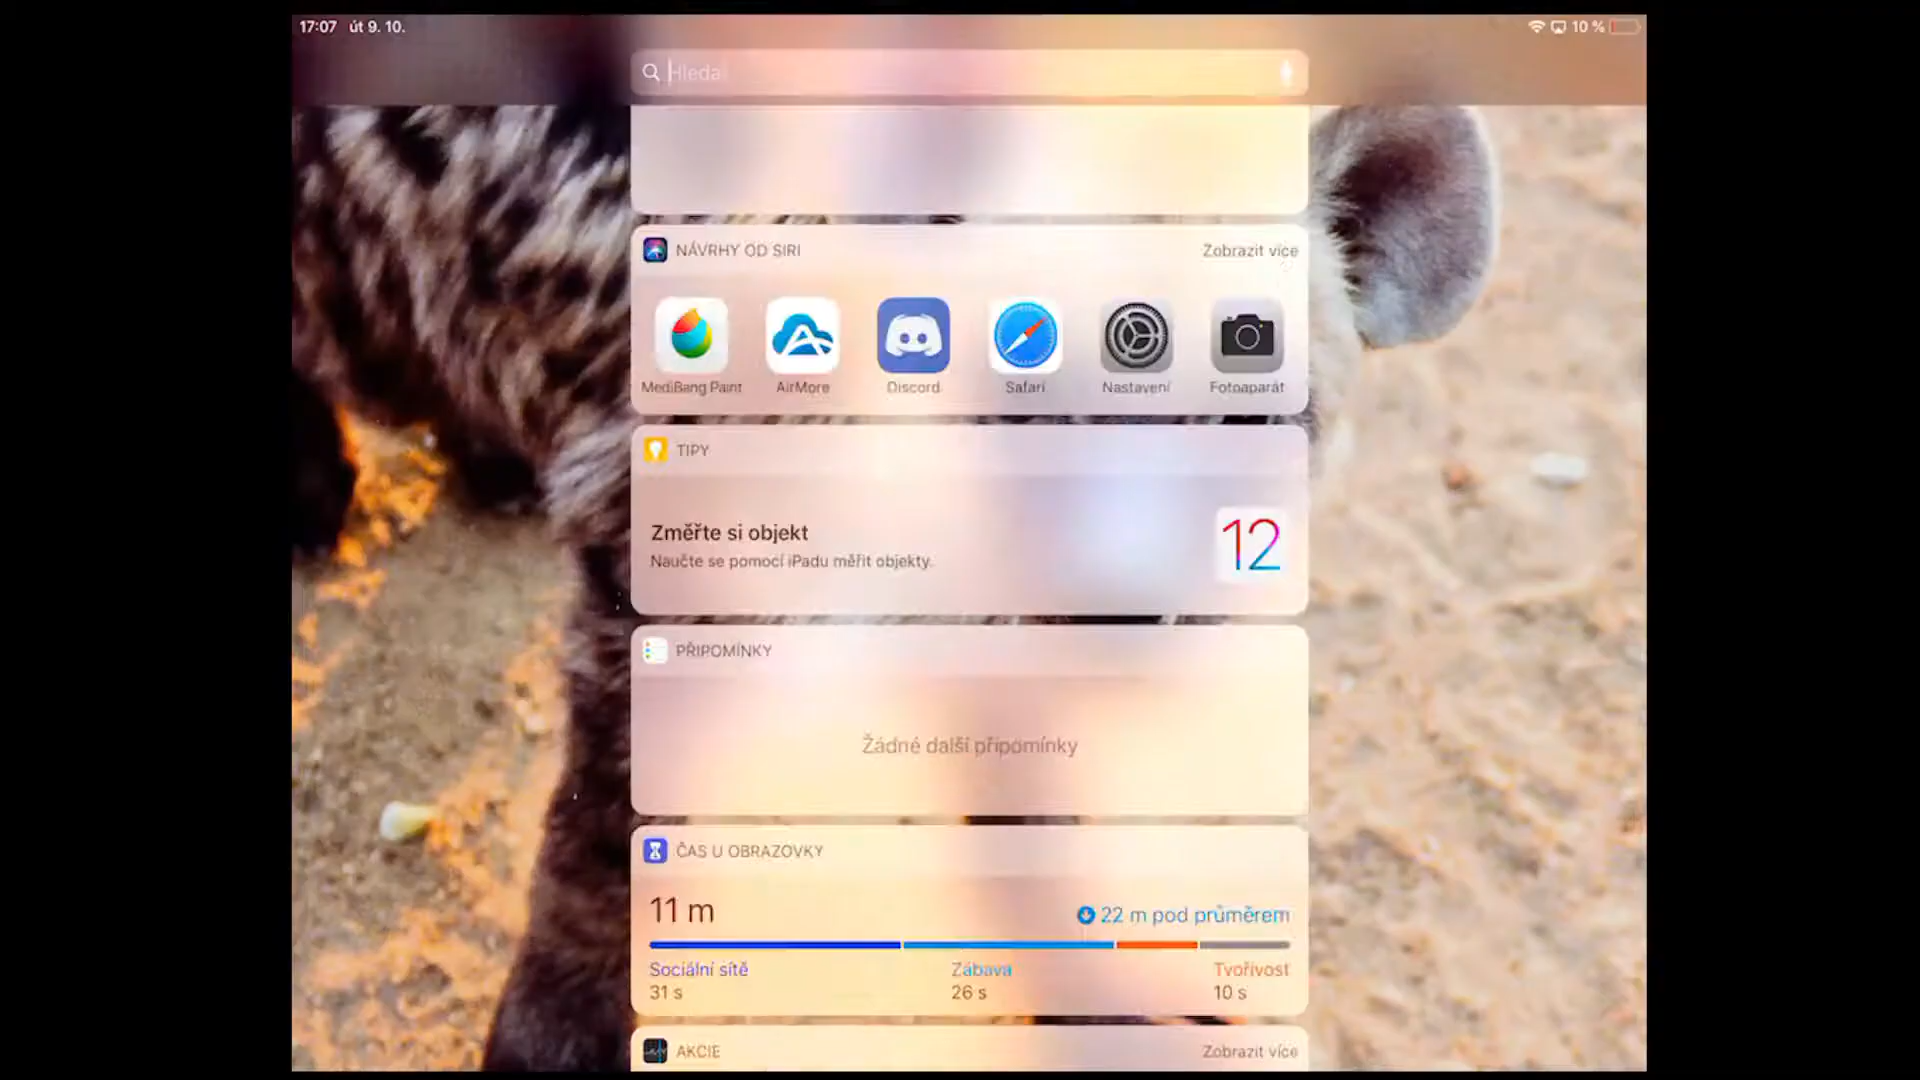 17:07 út 9. 10.
10 %
Hledat
NÁVRHY OD SIRI
Zobrazit více
MediBang Paint
AirMore
Discord
Safari
Nastavení
Fotoaparát
TIPY
Změřte si objekt
Naučte se pomocí iPadu měřit objekty.
12
PŘIPOMÍNKY
Žádné další připomínky
ČAS U OBRAZOVKY
11 m
22 m pod průměrem
Sociální sítě
Zábava
Tvořivost
31 s
26 s
10 s
AKCIE
Zobrazit více